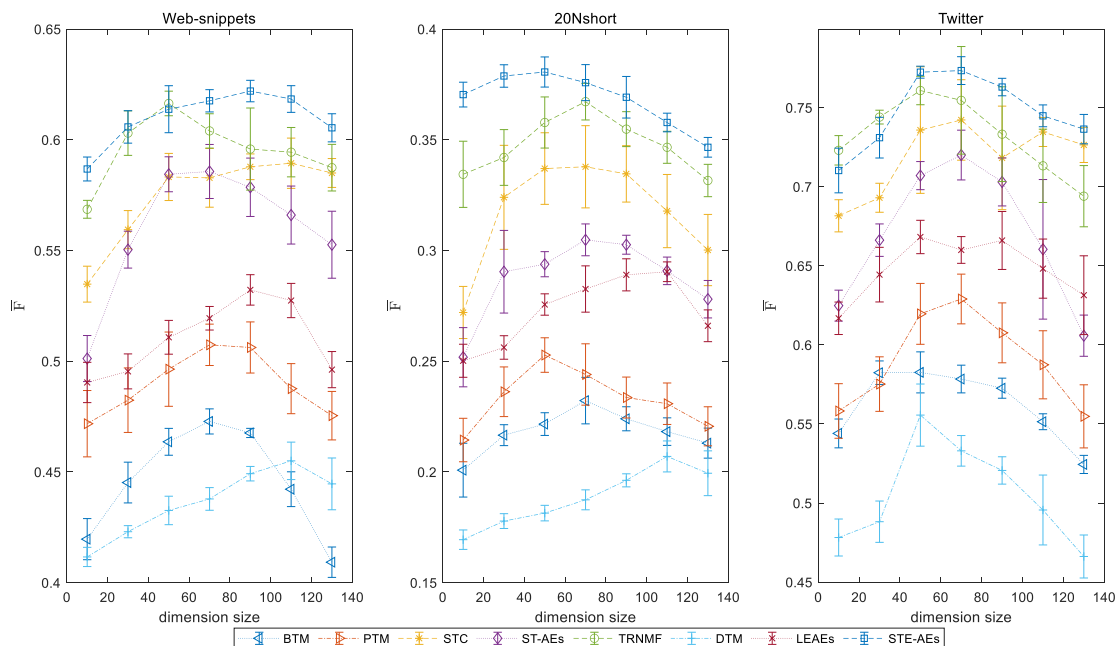 Web-snippets
20Nshort
Twitter
0.65
0.6
0.55
0.5
0.45
0.4
F̅
0 20 40 60 80 100 120 140
dimension size
0.4
0.35
0.3
0.25
0.2
0.15
F̅
0 20 40 60 80 100 120 140
dimension size
0.75
0.7
0.65
0.6
0.55
0.5
0.45
F̅
0 20 40 60 80 100 120 140
dimension size
BTM PTM STC ST-AEs TRNMF DTM LEAEs STE-AEs